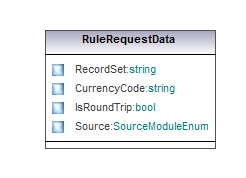 RuleRequestData
RecordSet:string
CurrencyCode:string
IsRoundTrip:bool
Source:SourceModuleEnum